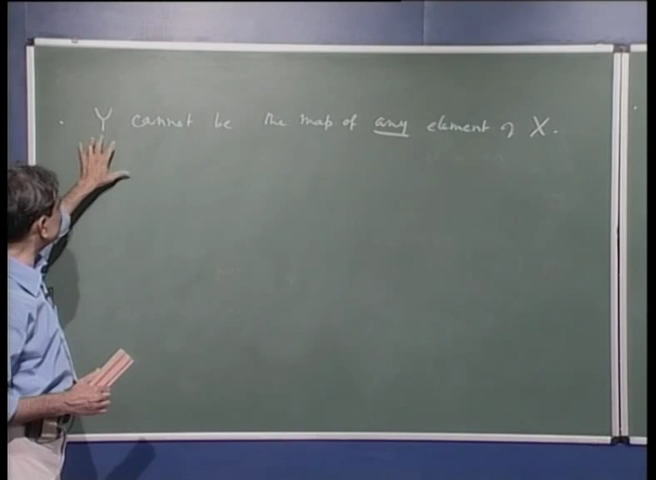 . Y cannot be the map of any element of X.